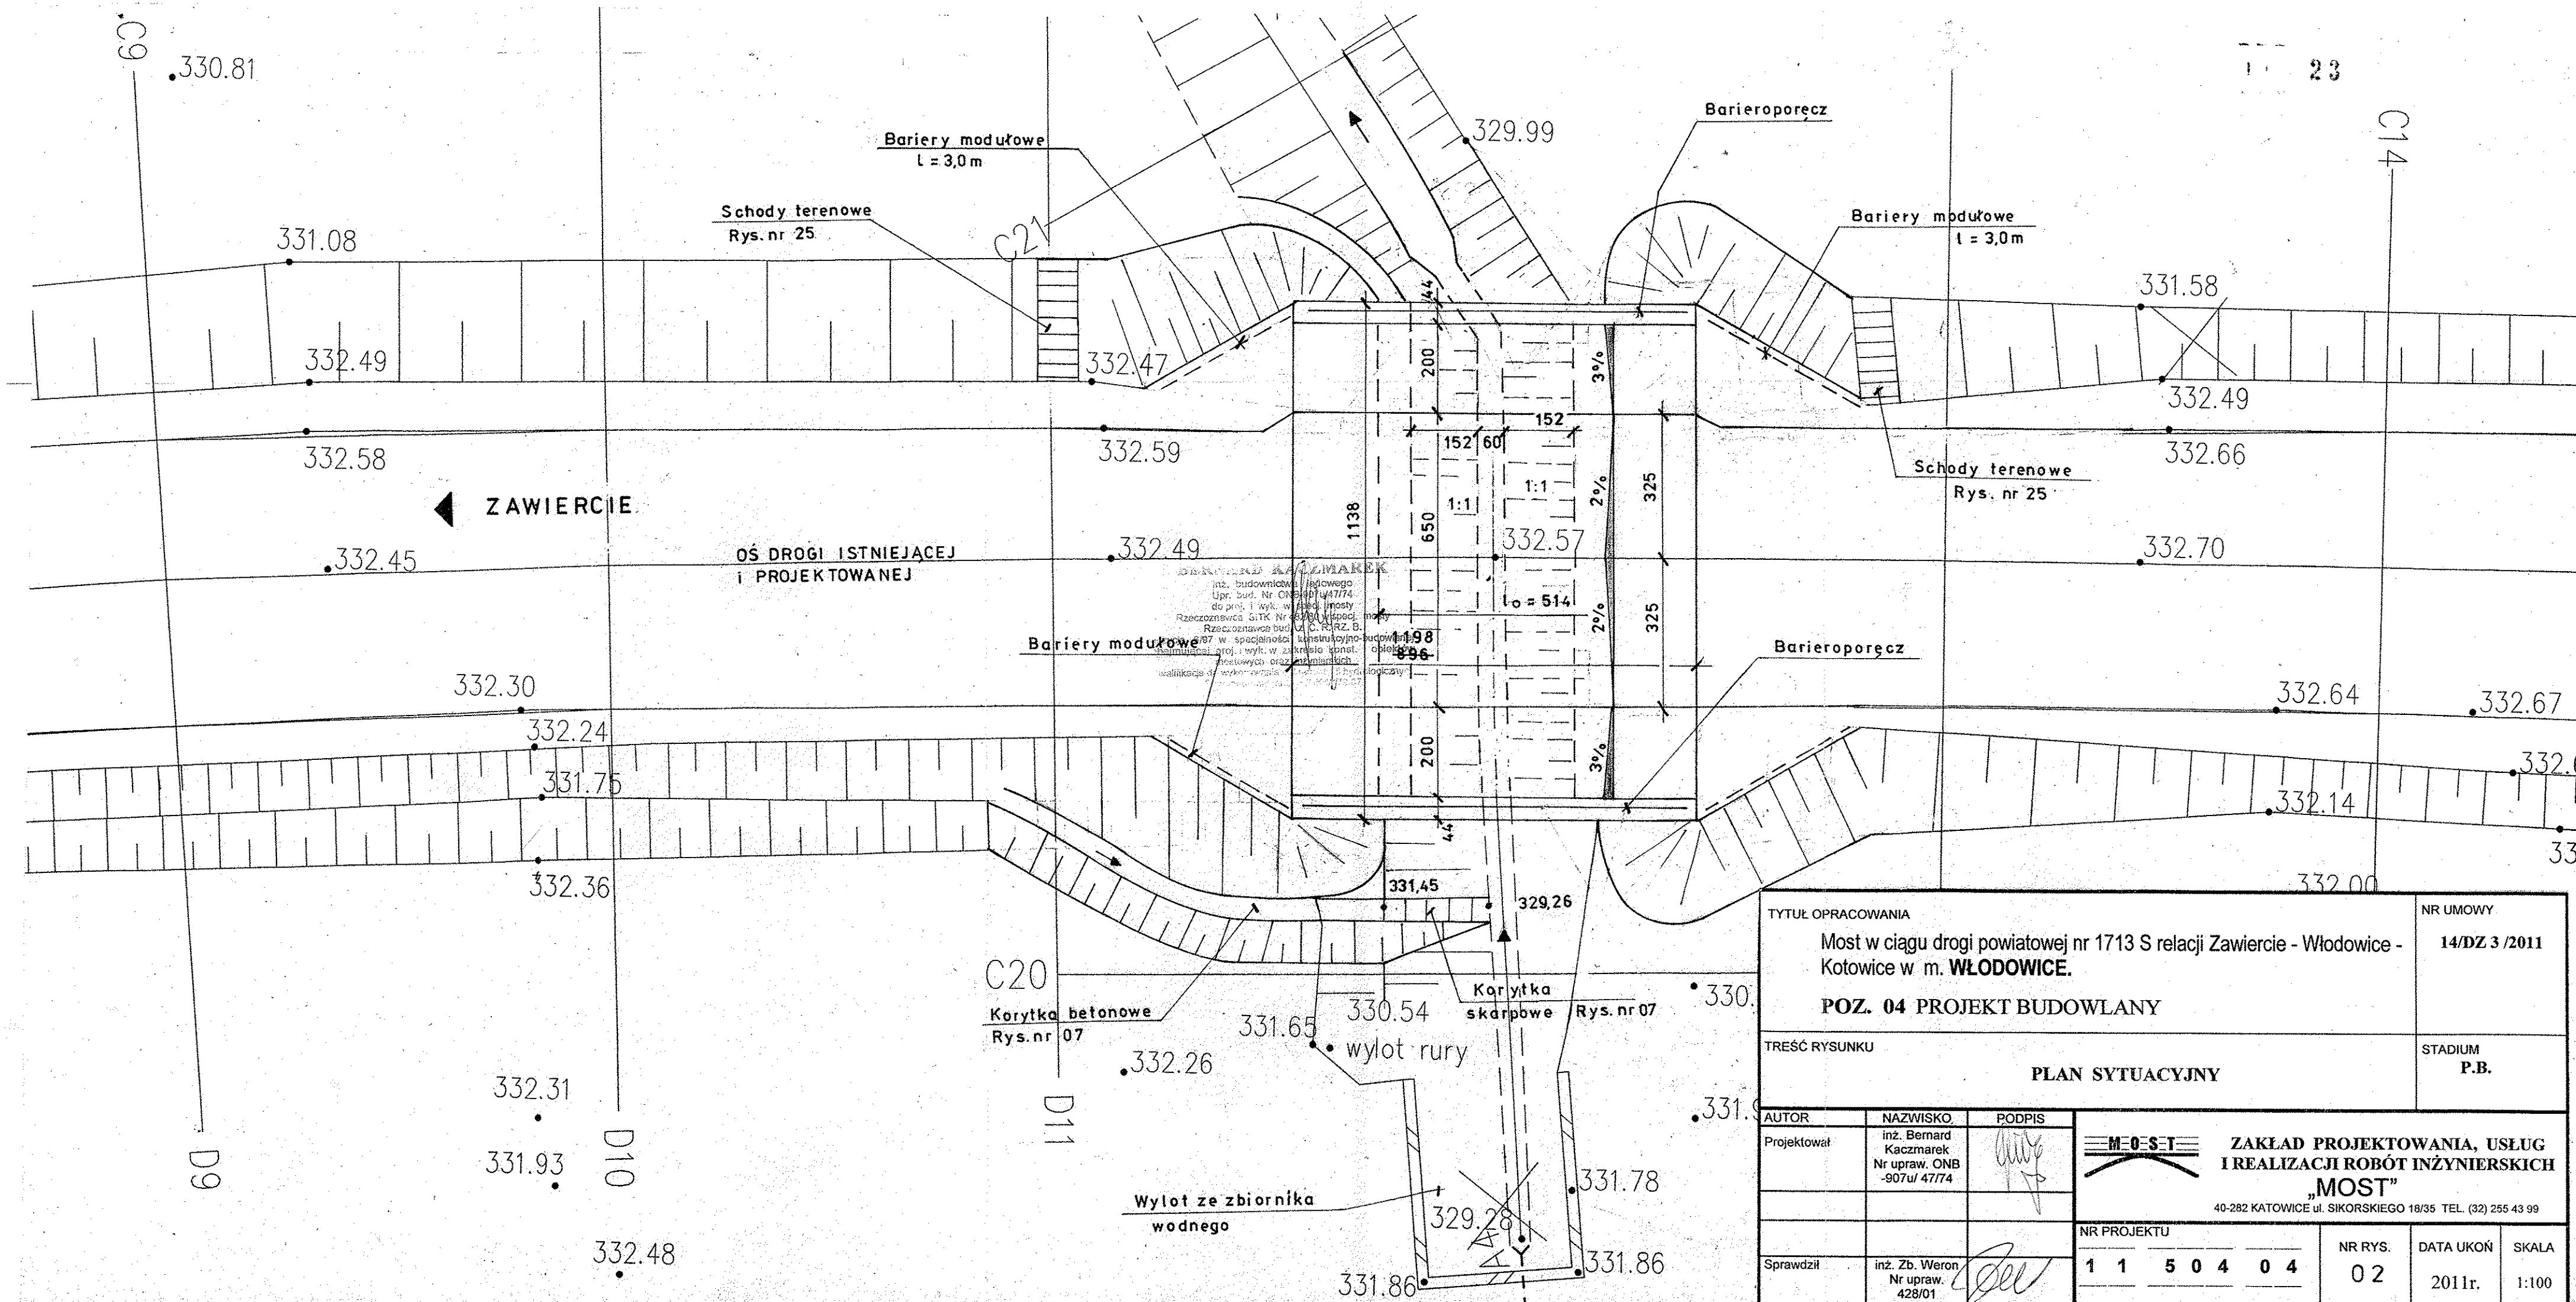 C9
.330.81
23
C14
Bariery modułowe
l = 3,0m
Barieroporęcz
329.99
Schody terenowe
Rys. nr 25
C21
Bariery modułowe
l = 3,0m
331.08
331.58
332.49
332.47
332.49
332.58
332.59
332.66
44
200
3%
152
152
60
1:1
1:1
2%
325
Schody terenowe
Rys. nr 25
ZAWIERCIE
1138
650
332.57
332.45
OŚ DROGI ISTNIEJĄCEJ
i PROJEKTOWANEJ
332.49
332.70
BERNARD KACZMAREK
lo = 514
2%
325
1198
896
Bariery modułowe
Barieroporęcz
332.30
332.24
331.75
332.36
332.64
332.67
332.14
332.00
200
3%
44
331,45
329,26
C20
Korytka betonowe
Rys. nr 07
Korytka
skarpowe Rys. nr 07
331.65
330.54
wylot rury
332.26
332.31
331.93
332.48
D9
D10
D11
Wylot ze zbiornika
wodnego
329.28
331.78
331.86
331.86
TYTUŁ OPRACOWANIA
Most w ciągu drogi powiatowej nr 1713 S relacji Zawiercie - Włodowice -
Kotowice w m. WŁODOWICE.
POZ. 04 PROJEKT BUDOWLANY
NR UMOWY
14/DZ 3 /2011
TREŚĆ RYSUNKU
PLAN SYTUACYJNY
STADIUM
P.B.
AUTOR
NAZWISKO
PODPIS
Projektował
inż. Bernard
Kaczmarek
Nr upraw. ONB
-907u/ 47/74
M-O-S-T
ZAKŁAD PROJEKTOWANIA, USŁUG
I REALIZACJI ROBÓT INŻYNIERSKICH
„MOST”
40-282 KATOWICE ul. SIKORSKIEGO 18/35 TEL. (32) 255 43 99
Sprawdził
inż. Zb. Weron
Nr upraw.
428/01
NR PROJEKTU
1 1 5 0 4 0 4
NR RYS.
02
DATA UKOŃ
2011r.
SKALA
1:100